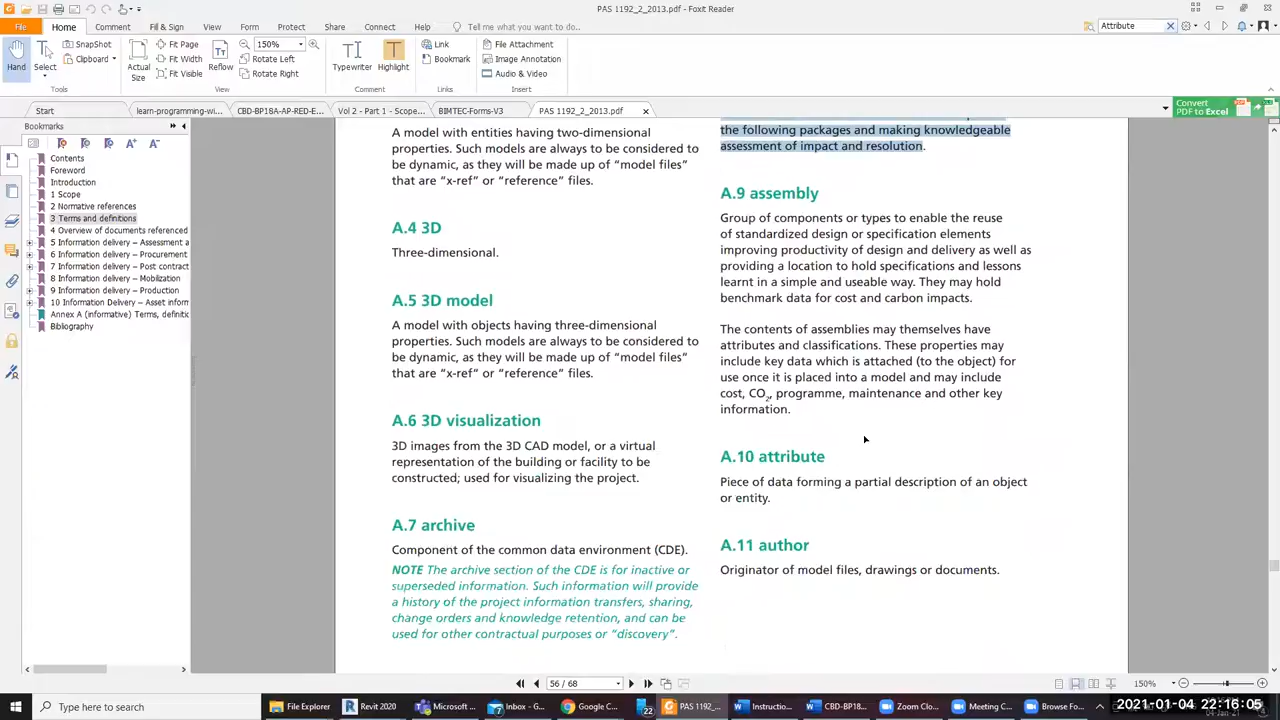 PAS 1192_2_2013.pdf - Foxit Reader
File
Home
Comment
View
Form
Protect
Share
Connect
Help
Tell me what you want to do...
Attribute
Hand
Select
SnapShot
Clipboard
Actual
Size
Fit Page
Fit Width
Fit Visible
Reflow
150%
Rotate Left
Rotate Right
Typewriter
Highlight
Link
Bookmark
File Attachment
Image Annotation
Audio & Video
Tools
View
Comment
Links
Insert
Start
learn-programming-wi...
CBD-BP18A-AP-RED-E...
Vol 2 - Part 1 - Scope...
BIMTEC-Forms-V3
PAS 1192_2_2013.pdf
Convert
PDF to Excel
Bookmarks
Contents
Foreword
Introduction
1 Scope
2 Normative references
3 Terms and definitions
4 Overview of documents referenced
5 Information delivery – Assessment a
6 Information delivery – Procurement
7 Information delivery – Post contract
8 Information delivery – Mobilization
9 Information delivery – Production
10 Information Delivery – Asset inform
Annex A (informative) Terms, definitio
Bibliography
A model with entities having two-dimensional
properties. Such models are always to be considered to
be dynamic, as they will be made up of “model files”
that are “x-ref” or “reference” files.
A.4 3D
Three-dimensional.
A.5 3D model
A model with objects having three-dimensional
properties. Such models are always to be considered to
be dynamic, as they will be made up of “model files”
that are “x-ref” or “reference” files.
A.6 3D visualization
3D images from the 3D CAD model, or a virtual
representation of the building or facility to be
constructed; used for visualizing the project.
A.7 archive
Component of the common data environment (CDE).
NOTE The archive section of the CDE is for inactive or
superseded information. Such information will provide
a history of the project information transfers, sharing,
change orders and knowledge retention, and can be
used for other contractual purposes or “discovery”.
the following packages and making knowledgeable
assessment of impact and resolution.
A.9 assembly
Group of components or types to enable the reuse
of standardized design or specification elements
improving productivity of design and delivery as well as
providing a location to hold specifications and lessons
learnt in a simple and useable way. They may hold
benchmark data for cost and carbon impacts.
The contents of assemblies may themselves have
attributes and classifications. These properties may
include key data which is attached (to the object) for
use once it is placed into a model and may include
cost, CO2, programme, maintenance and other key
information.
A.10 attribute
Piece of data forming a partial description of an object
or entity.
A.11 author
Originator of model files, drawings or documents.
56 / 68
150%
Type here to search
File Explorer
Revit 2020
Microsoft ...
Inbox - G...
Google C...
22
PAS 1192_...
Instructio...
CBD-BP18...
Zoom Clo...
Meeting C...
Browse Fo...
2021-01-04 22:16:05